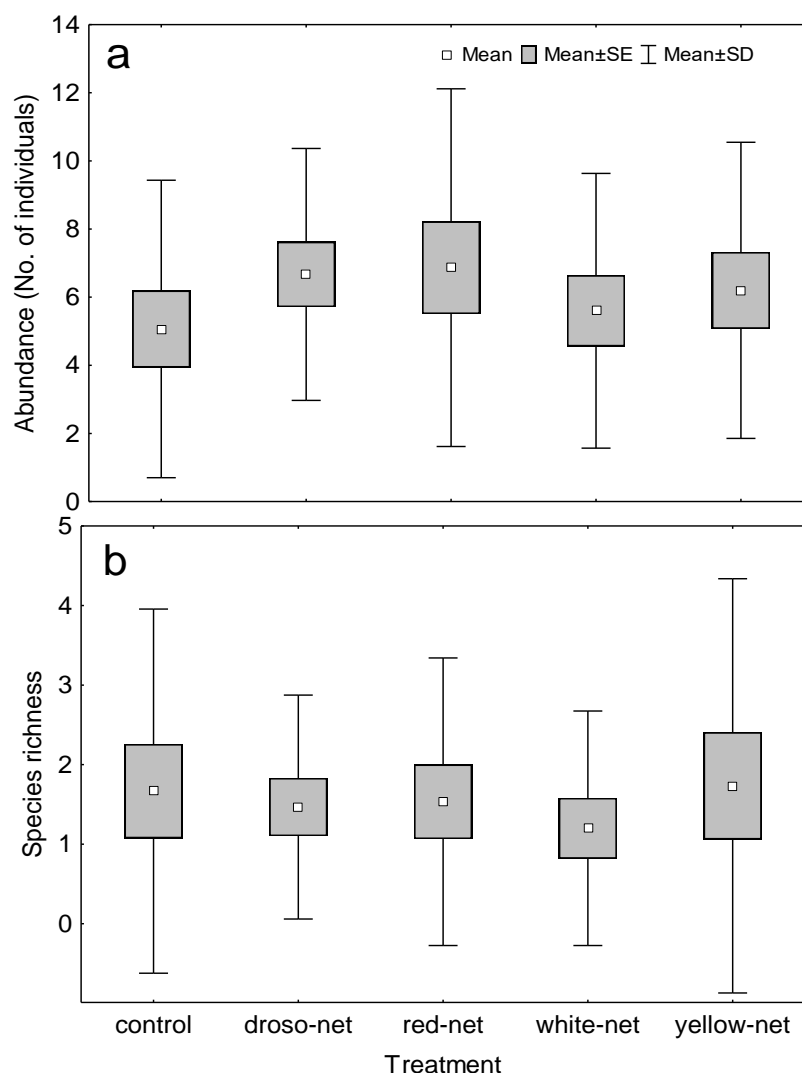 14
a
Mean Mean±SE Mean±SD
12
10
8
6
4
2
0
Abundance (No. of individuals)
5
b
4
3
2
1
0
Species richness
control droso-net red-net white-net yellow-net
Treatment